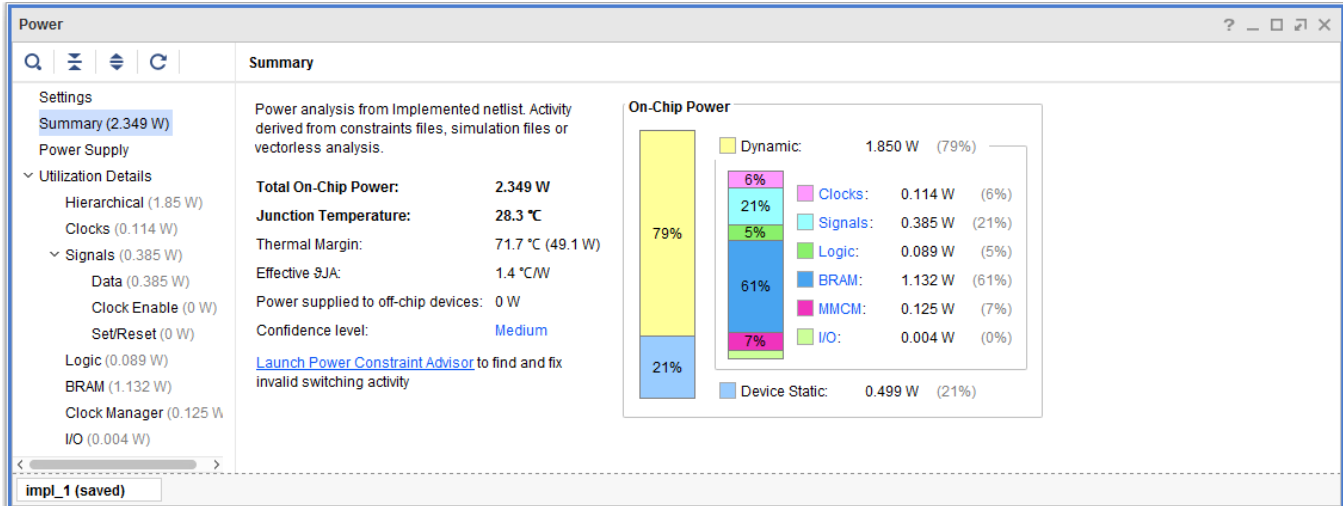 Power
Summary
Settings
Summary (2.349 W)
Power Supply
Utilization Details
Hierarchical (1.85 W)
Clocks (0.114 W)
Signals (0.385 W)
Data (0.385 W)
Clock Enable (0 W)
Set/Reset (0 W)
Logic (0.089 W)
BRAM (1.132 W)
Clock Manager (0.125 W
I/O (0.004 W)
Power analysis from Implemented netlist. Activity
derived from constraints files, simulation files or
vectorless analysis.
Total On-Chip Power: 2.349 W
Junction Temperature: 28.3 °C
Thermal Margin: 71.7 °C (49.1 W)
Effective ϑJA: 1.4 °C/W
Power supplied to off-chip devices: 0 W
Confidence level: Medium
Launch Power Constraint Advisor to find and fix
invalid switching activity
On-Chip Power
79%
21%
Dynamic: 1.850 W (79%)
6%
21%
5%
61%
7%
Clocks: 0.114 W (6%)
Signals: 0.385 W (21%)
Logic: 0.089 W (5%)
BRAM: 1.132 W (61%)
MMCM: 0.125 W (7%)
I/O: 0.004 W (0%)
Device Static: 0.499 W (21%)
impl_1 (saved)